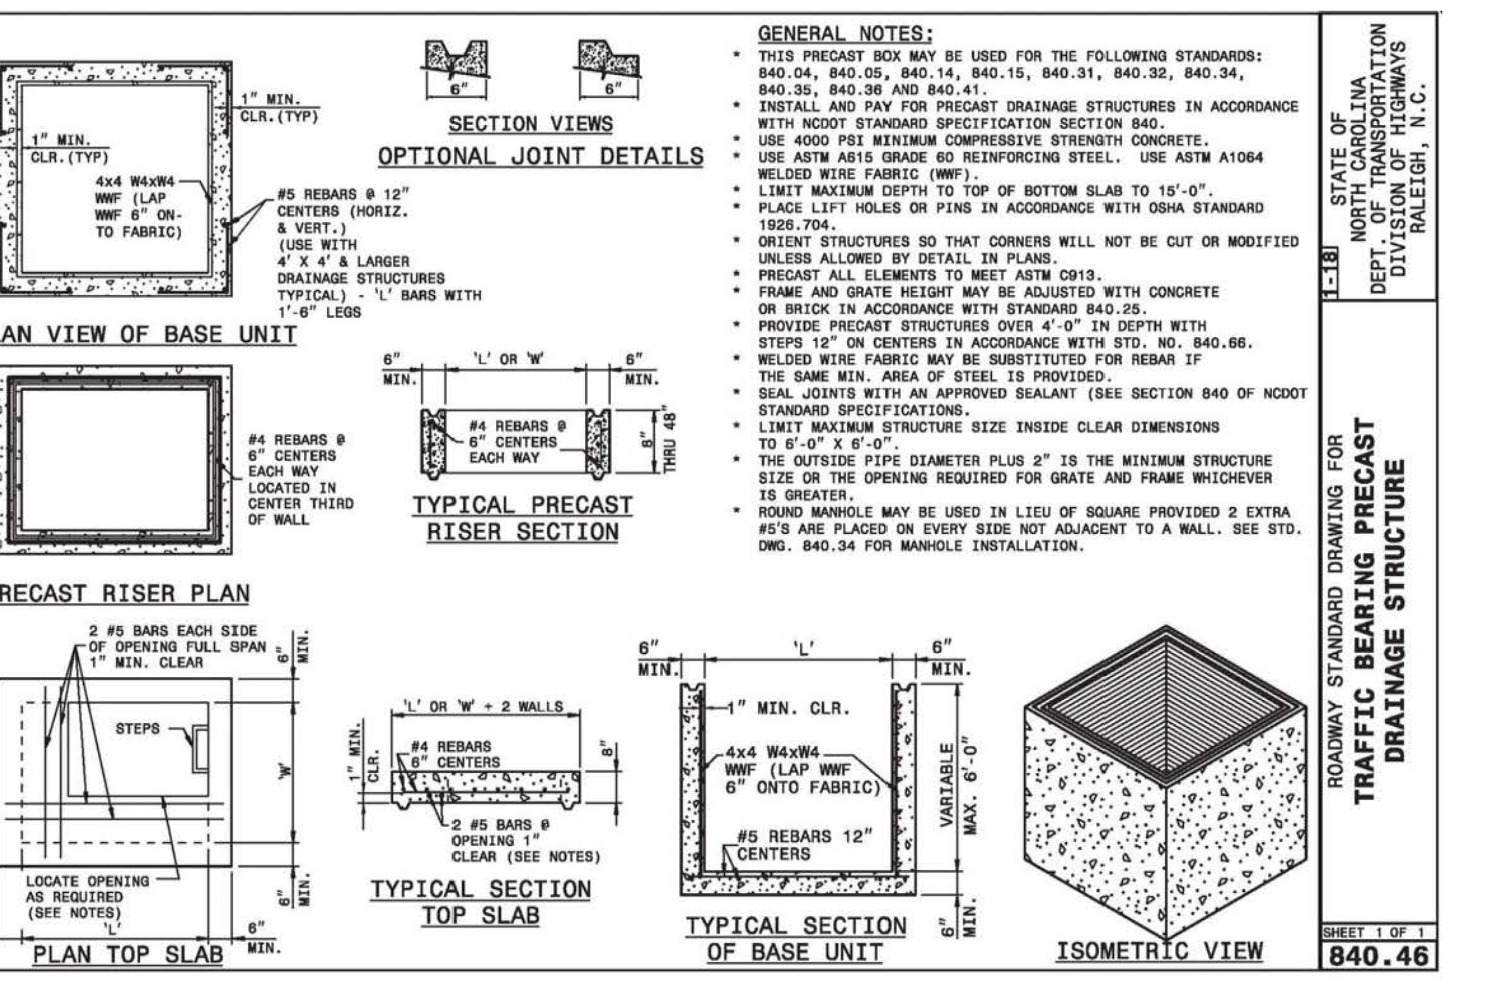 1" MIN.
CLR.(TYP)
1" MIN.
CLR.(TYP)
4x4 W4xW4
WWF (LAP
WWF 6" ON-
TO FABRIC)
#5 REBARS @ 12"
CENTERS (HORIZ.
& VERT.)
(USE WITH
4' X 4' & LARGER
DRAINAGE STRUCTURES
TYPICAL) - 'L' BARS WITH
1'-6" LEGS
AN VIEW OF BASE UNIT
6"
6"
SECTION VIEWS
OPTIONAL JOINT DETAILS
#4 REBARS @
6" CENTERS
EACH WAY
LOCATED IN
CENTER THIRD
OF WALL
RECAST RISER PLAN
6"
MIN.
'L' OR 'W'
6"
MIN.
#4 REBARS @
6" CENTERS
EACH WAY
8"
THRU 48"
TYPICAL PRECAST
RISER SECTION
2 #5 BARS EACH SIDE
OF OPENING FULL SPAN
1" MIN. CLEAR
6"
MIN.
STEPS
'W'
LOCATE OPENING
AS REQUIRED
(SEE NOTES)
6"
MIN.
'L'
6"
MIN.
PLAN TOP SLAB
'L' OR 'W' + 2 WALLS
1" MIN.
CLR.
#4 REBARS
6" CENTERS
8"
2 #5 BARS @
OPENING 1"
CLEAR (SEE NOTES)
TYPICAL SECTION
TOP SLAB
6"
MIN.
'L'
6"
MIN.
1" MIN. CLR.
4x4 W4xW4
WWF (LAP WWF
6" ONTO FABRIC)
#5 REBARS 12"
CENTERS
VARIABLE
MAX. 6'-0"
6"
MIN.
TYPICAL SECTION
OF BASE UNIT
ISOMETRIC VIEW
GENERAL NOTES:
* THIS PRECAST BOX MAY BE USED FOR THE FOLLOWING STANDARDS:
840.04, 840.05, 840.14, 840.15, 840.31, 840.32, 840.34,
840.35, 840.36 AND 840.41.
* INSTALL AND PAY FOR PRECAST DRAINAGE STRUCTURES IN ACCORDANCE
WITH NCDOT STANDARD SPECIFICATION SECTION 840.
* USE 4000 PSI MINIMUM COMPRESSIVE STRENGTH CONCRETE.
* USE ASTM A615 GRADE 60 REINFORCING STEEL. USE ASTM A1064
WELDED WIRE FABRIC (WWF).
* LIMIT MAXIMUM DEPTH TO TOP OF BOTTOM SLAB TO 15'-0".
* PLACE LIFT HOLES OR PINS IN ACCORDANCE WITH OSHA STANDARD
1926.704.
* ORIENT STRUCTURES SO THAT CORNERS WILL NOT BE CUT OR MODIFIED
UNLESS ALLOWED BY DETAIL IN PLANS.
* PRECAST ALL ELEMENTS TO MEET ASTM C913.
* FRAME AND GRATE HEIGHT MAY BE ADJUSTED WITH CONCRETE
OR BRICK IN ACCORDANCE WITH STANDARD 840.25.
* PROVIDE PRECAST STRUCTURES OVER 4'-0" IN DEPTH WITH
STEPS 12" ON CENTERS IN ACCORDANCE WITH STD. NO. 840.66.
* WELDED WIRE FABRIC MAY BE SUBSTITUTED FOR REBAR IF
THE SAME MIN. AREA OF STEEL IS PROVIDED.
* SEAL JOINTS WITH AN APPROVED SEALANT (SEE SECTION 840 OF NCDOT
STANDARD SPECIFICATIONS.
* LIMIT MAXIMUM STRUCTURE SIZE INSIDE CLEAR DIMENSIONS
TO 6'-0" X 6'-0".
* THE OUTSIDE PIPE DIAMETER PLUS 2" IS THE MINIMUM STRUCTURE
SIZE OR THE OPENING REQUIRED FOR GRATE AND FRAME WHICHEVER
IS GREATER.
* ROUND MANHOLE MAY BE USED IN LIEU OF SQUARE PROVIDED 2 EXTRA
#5'S ARE PLACED ON EVERY SIDE NOT ADJACENT TO A WALL. SEE STD.
DWG. 840.34 FOR MANHOLE INSTALLATION.
1-18
STATE OF
NORTH CAROLINA
DEPT. OF TRANSPORTATION
DIVISION OF HIGHWAYS
RALEIGH, N.C.
ROADWAY STANDARD DRAWING FOR
TRAFFIC BEARING PRECAST
DRAINAGE STRUCTURE
SHEET 1 OF 1
840.46